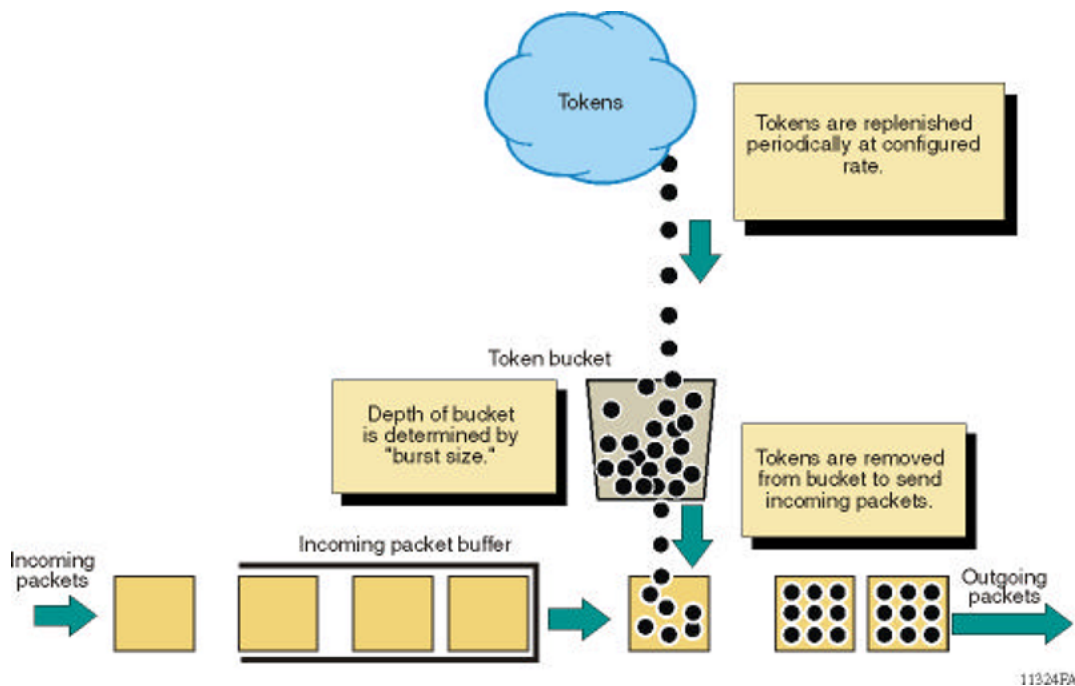 Tokens
Tokens are replenished
periodically at configured
rate.
Token bucket
Depth of bucket
is determined by
"burst size."
Tokens are removed
from bucket to send
incoming packets.
Incoming
packets
Incoming packet buffer
Outgoing
packets
11324FA